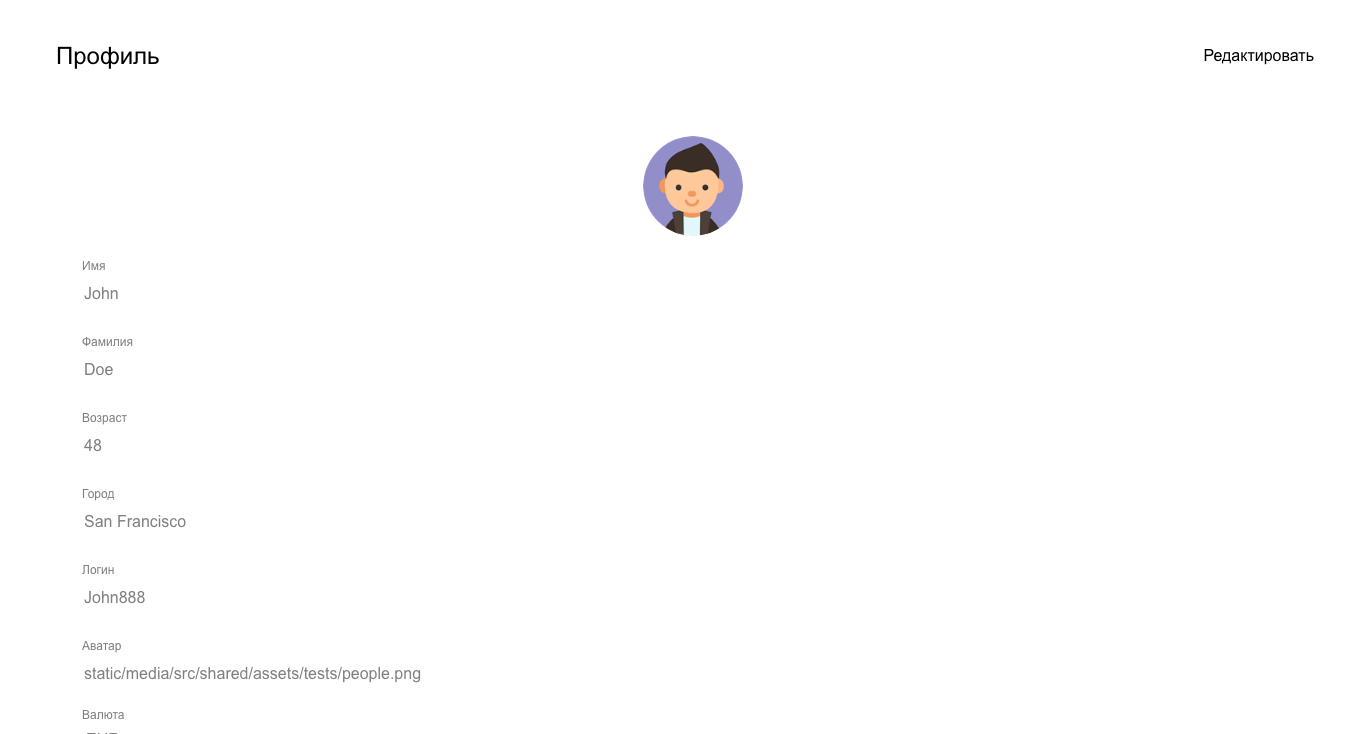 Профиль
Редактировать
Имя
John
Фамилия
Doe
Возраст
48
Город
San Francisco
Логин
John888
Аватар
static/media/src/shared/assets/tests/people.png
Валюта